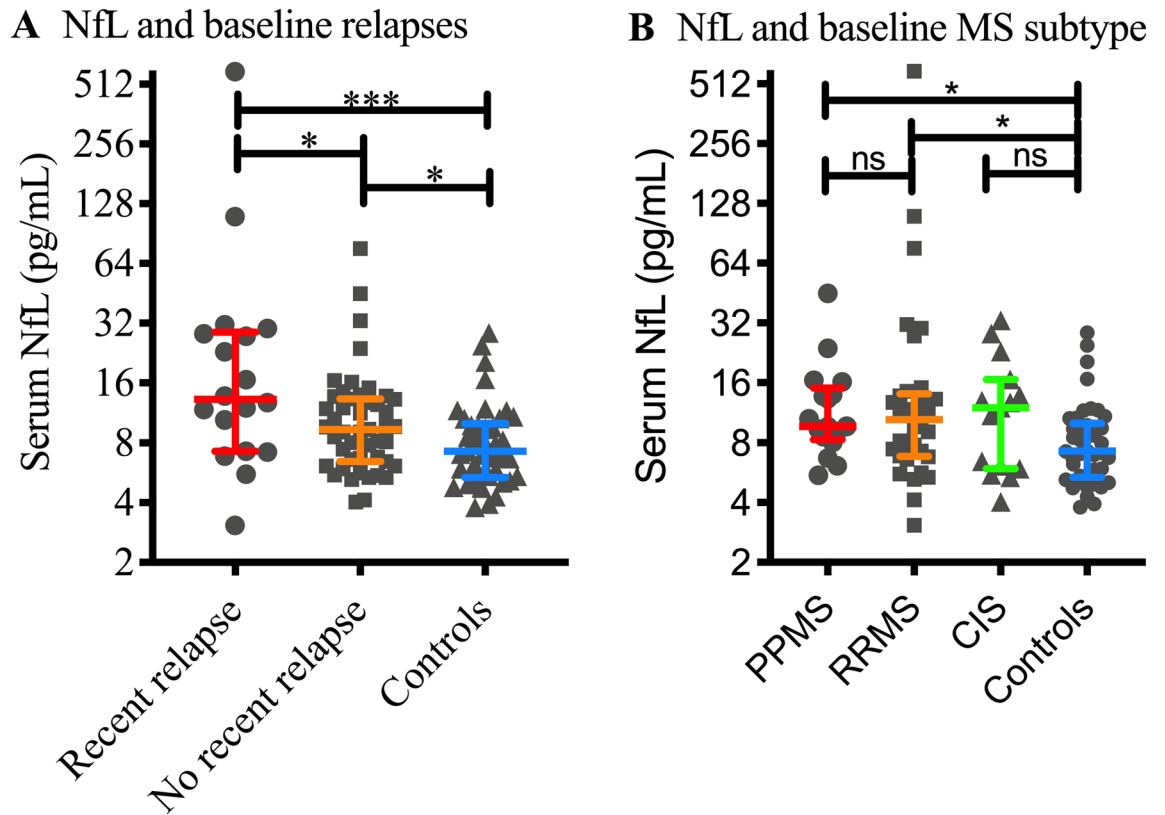 A NfL and baseline relapses
Serum NfL (pg/mL)
512
256
128
64
32
16
8
4
2
***
*
*
Recent relapse
No recent relapse
Controls
B NfL and baseline MS subtype
Serum NfL (pg/mL)
512
256
128
64
32
16
8
4
2
*
*
ns
ns
PPMS
RRMS
CIS
Controls